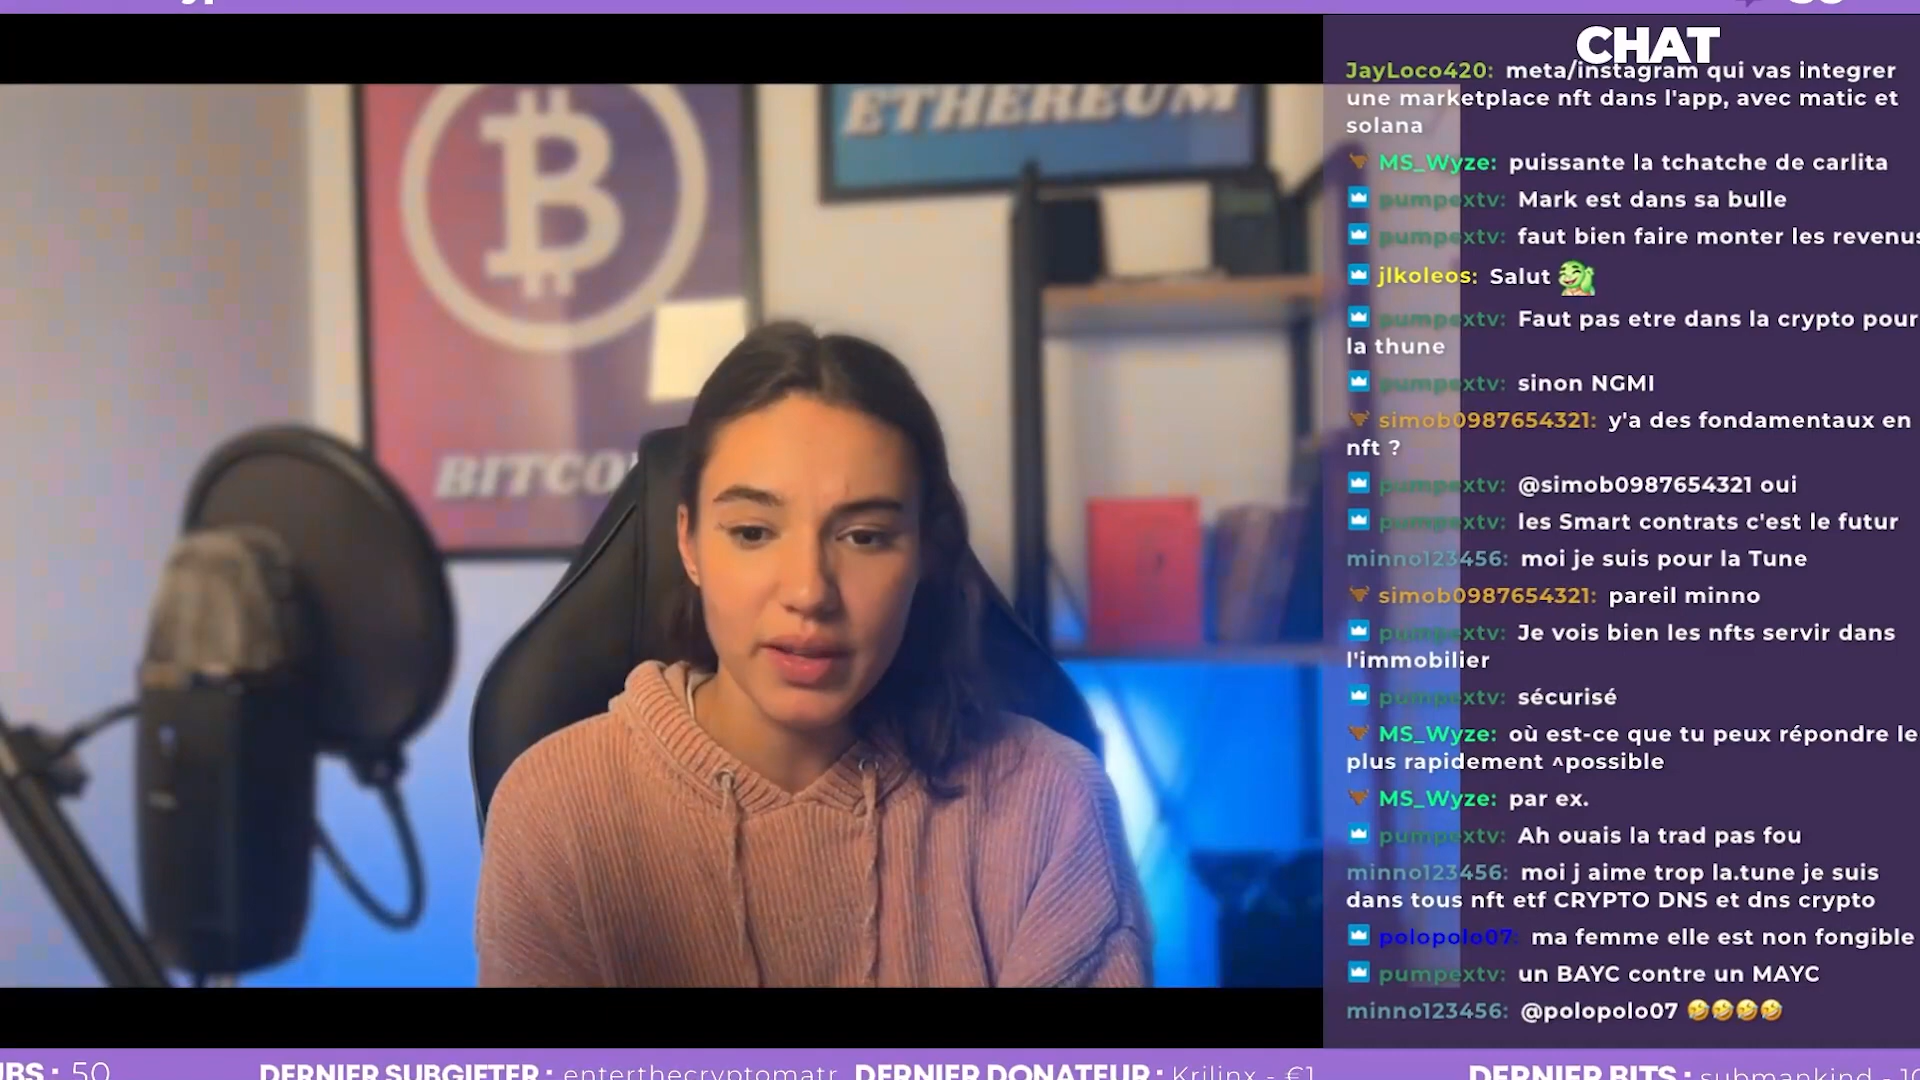 ETHEREUM
BITCO
CHAT
JayLoco420: meta/instagram qui vas integrer
une marketplace nft dans l'app, avec matic et
solana
MS_Wyze: puissante la tchatche de carlita
pumpextv: Mark est dans sa bulle
pumpextv: faut bien faire monter les revenus
jlkoleos: Salut
pumpextv: Faut pas etre dans la crypto pour
la thune
pumpextv: sinon NGMI
simob0987654321: y'a des fondamentaux en
nft ?
pumpextv: @simob0987654321 oui
pumpextv: les Smart contrats c'est le futur
minno123456: moi je suis pour la Tune
simob0987654321: pareil minno
pumpextv: Je vois bien les nfts servir dans
l'immobilier
pumpextv: sécurisé
MS_Wyze: où est-ce que tu peux répondre le
plus rapidement ^possible
MS_Wyze: par ex.
pumpextv: Ah ouais la trad pas fou
minno123456: moi j aime trop la.tune je suis
dans tous nft etf CRYPTO DNS et dns crypto
polopolo07: ma femme elle est non fongible
pumpextv: un BAYC contre un MAYC
minno123456: @polopolo07 🤣🤣🤣🤣
UBS : 50 DERNIER SUBGIFTER : enterthecryptomatr DERNIER DONATEUR : Krilinx - €1 DERNIER BITS : submankind - 10